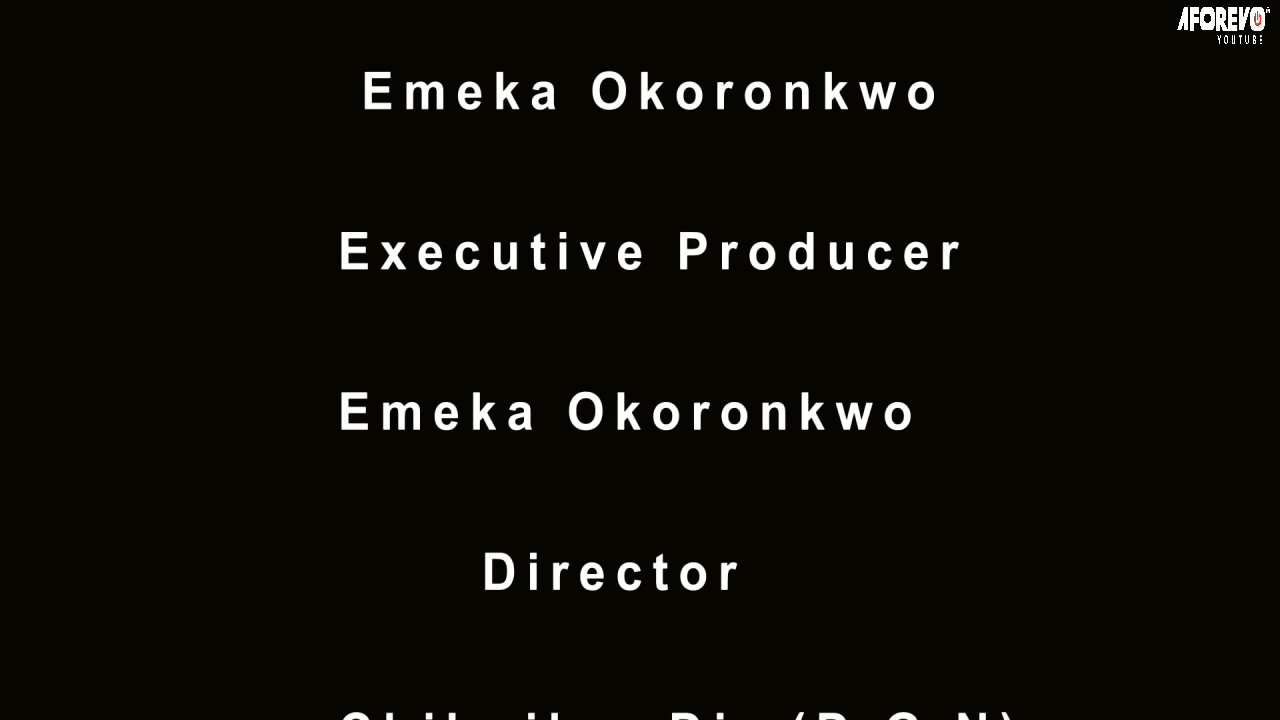 AFOREVO
YOUTUBE
Emeka Okoronkwo
Executive Producer
Emeka Okoronkwo
Director